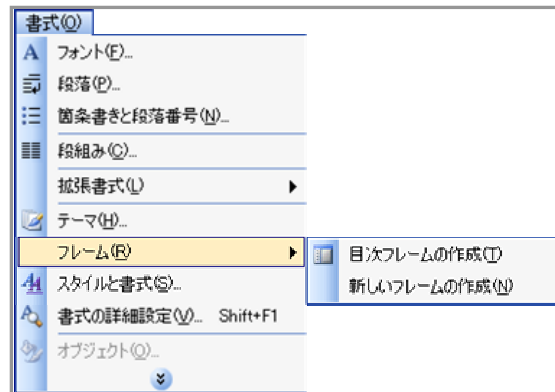 書式(O)
フォント(F)...
段落(P)...
箇条書きと段落番号(N)...
段組み(C)...
拡張書式(L)
テーマ(H)...
フレーム(R)
目次フレームの作成(T)
新しいフレームの作成(N)
スタイルと書式(S)...
書式の詳細設定(V)... Shift+F1
オブジェクト(O)...